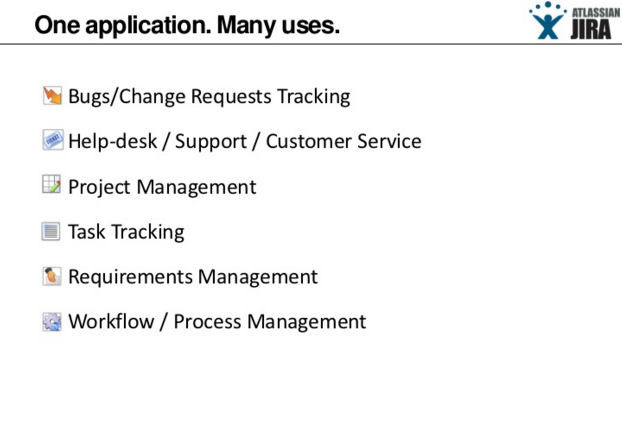 One application. Many uses.
ATLASSIAN
JIRA
Bugs/Change Requests Tracking
Help-desk / Support / Customer Service
Project Management
Task Tracking
Requirements Management
Workflow / Process Management